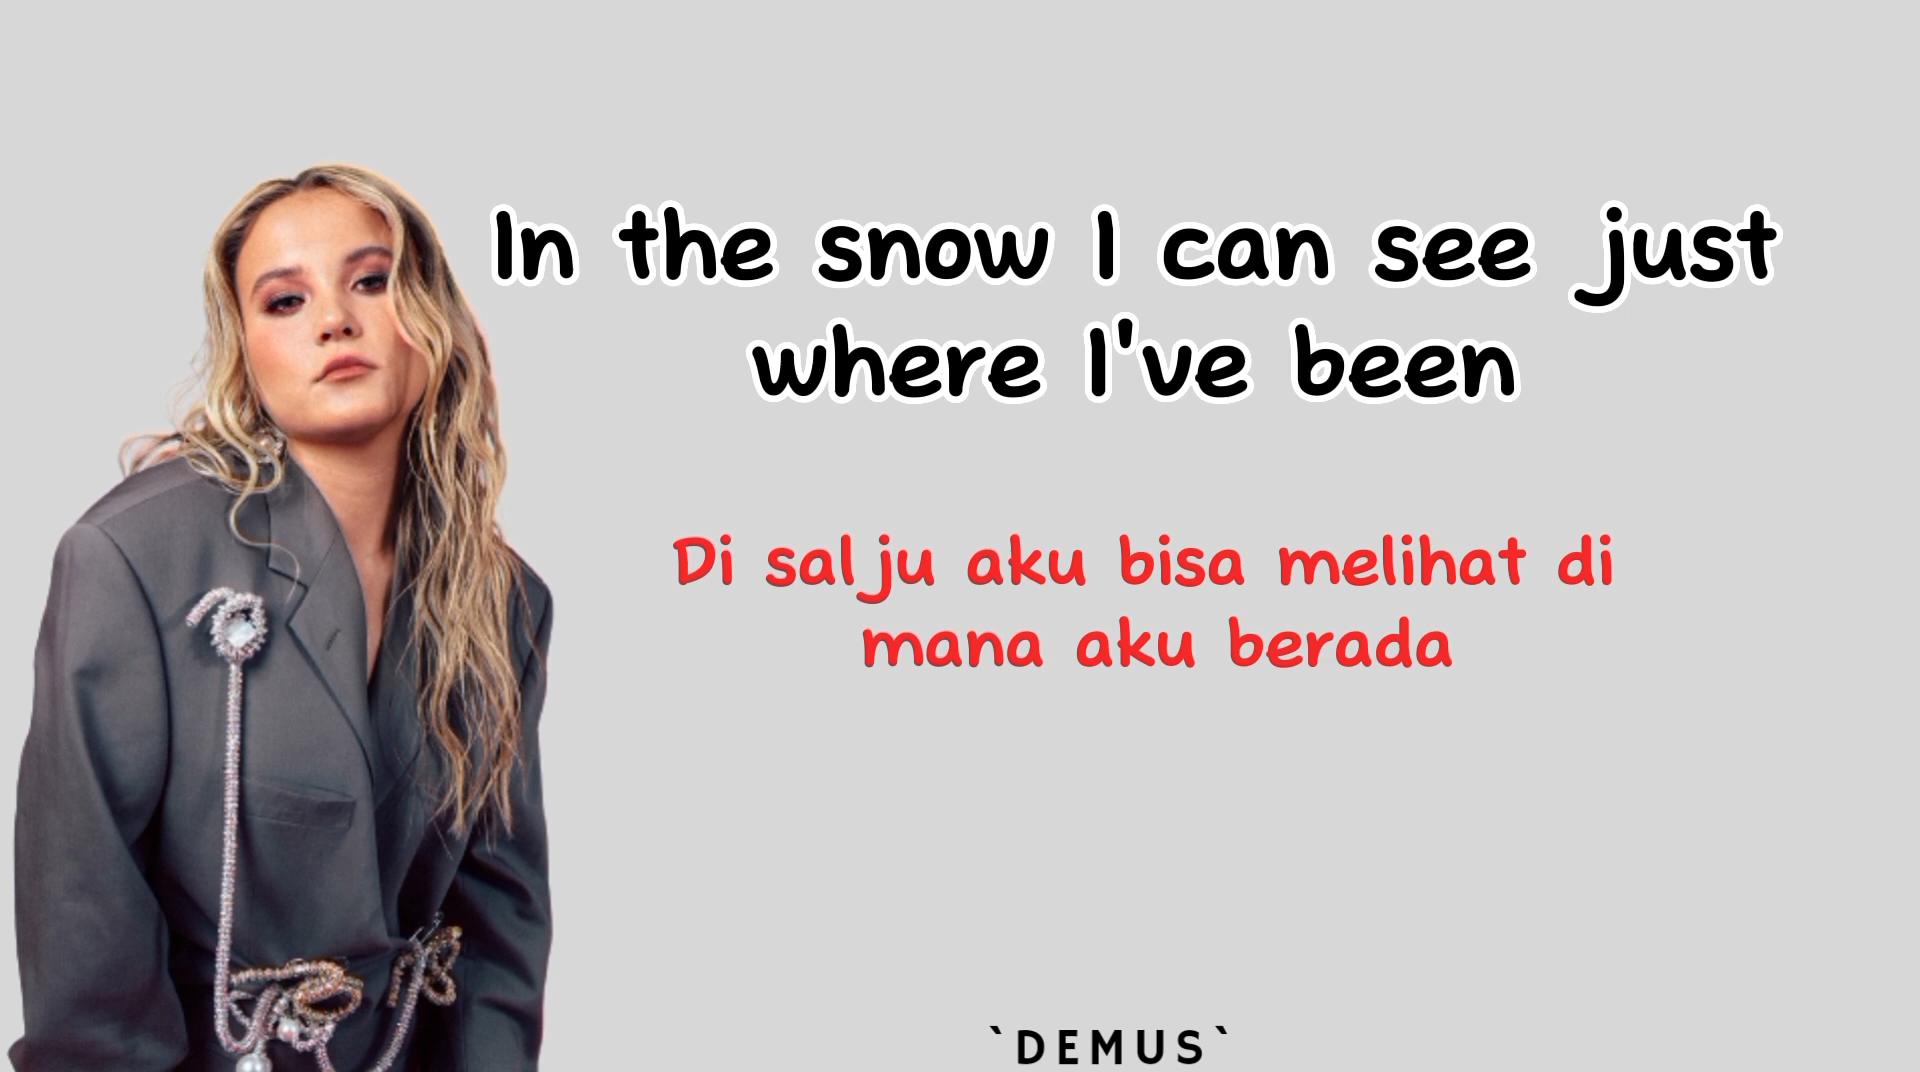 In the snow I can see just
where I've been
Di salju aku bisa melihat di
mana aku berada
`DEMUS`